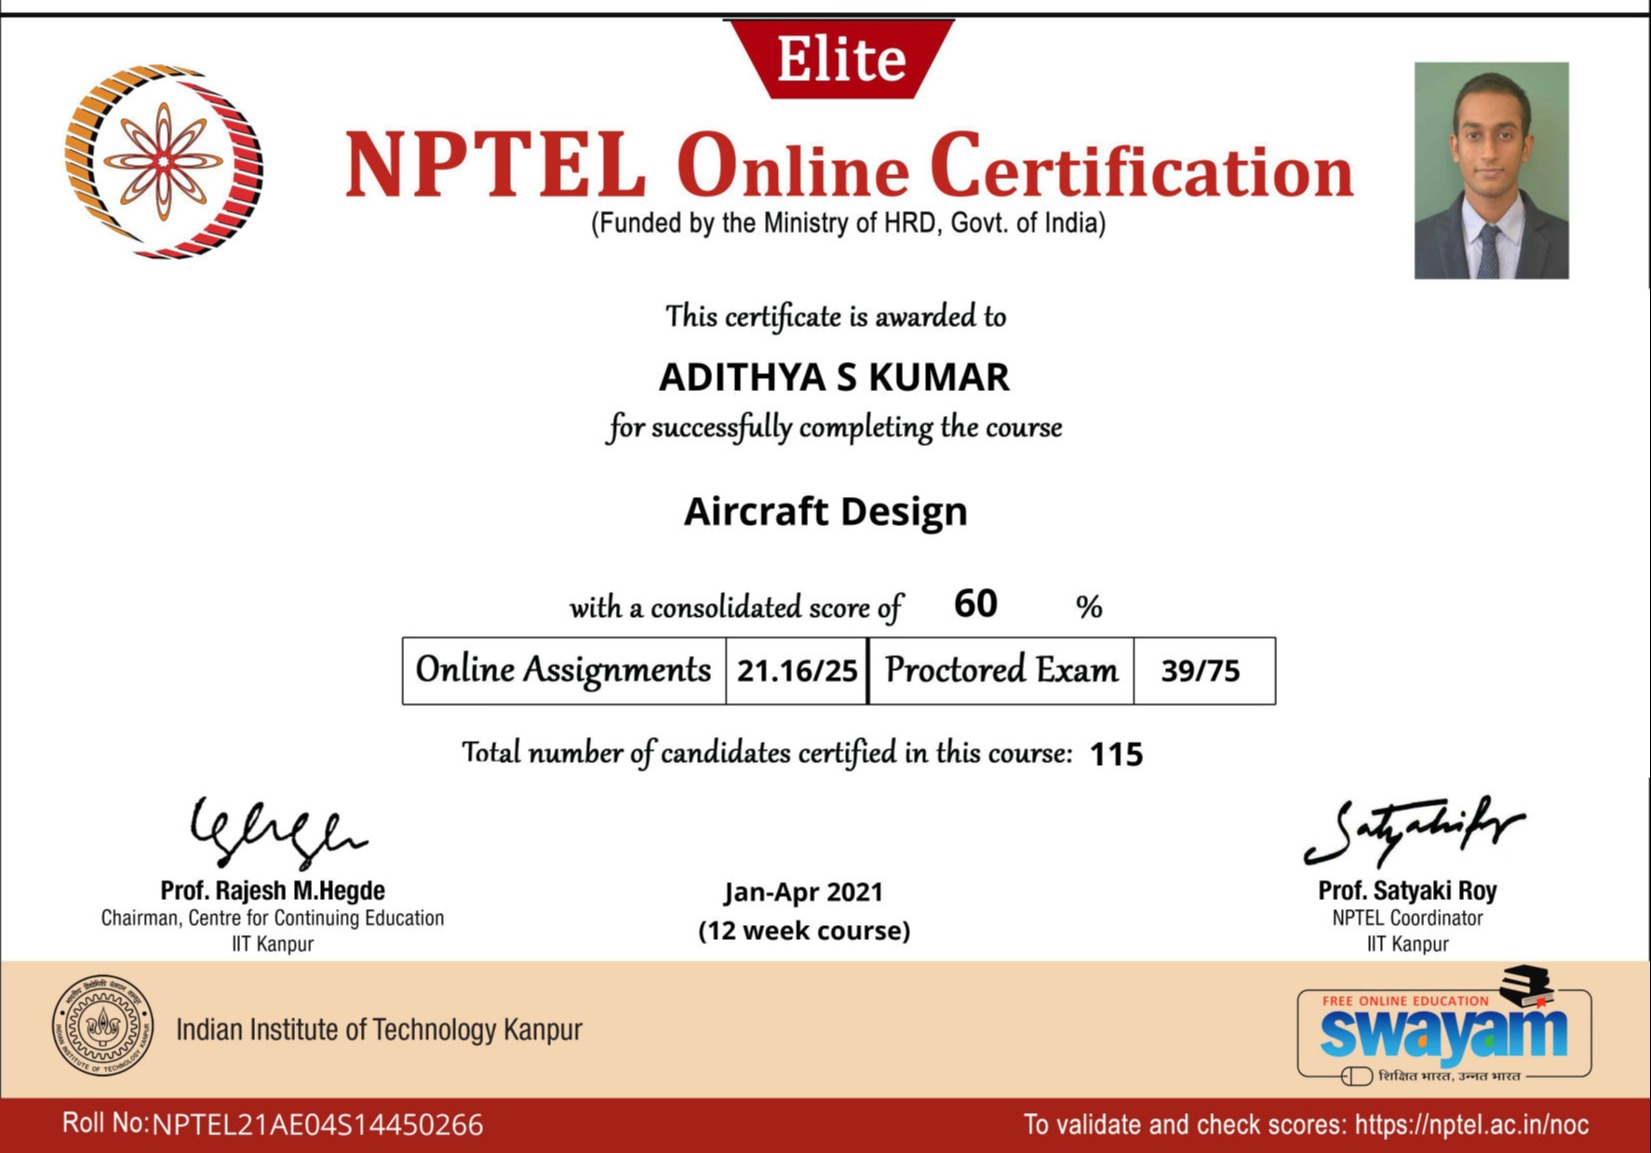 Elite
NPTEL Online Certification
(Funded by the Ministry of HRD, Govt. of India)
This certificate is awarded to
ADITHYA S KUMAR
for successfully completing the course
Aircraft Design
with a consolidated score of 60 %
Online Assignments 21.16/25 Proctored Exam 39/75
Total number of candidates certified in this course: 115
Prof. Rajesh M.Hegde
Chairman, Centre for Continuing Education
IIT Kanpur
Jan-Apr 2021
(12 week course)
Prof. Satyaki Roy
NPTEL Coordinator
IIT Kanpur
INDIAN INSTITUTE OF TECHNOLOGY KANPUR
Indian Institute of Technology Kanpur
FREE ONLINE EDUCATION
swayam
शिक्षित भारत, उन्नत भारत
Roll No:NPTEL21AE04S14450266
To validate and check scores: https://nptel.ac.in/noc